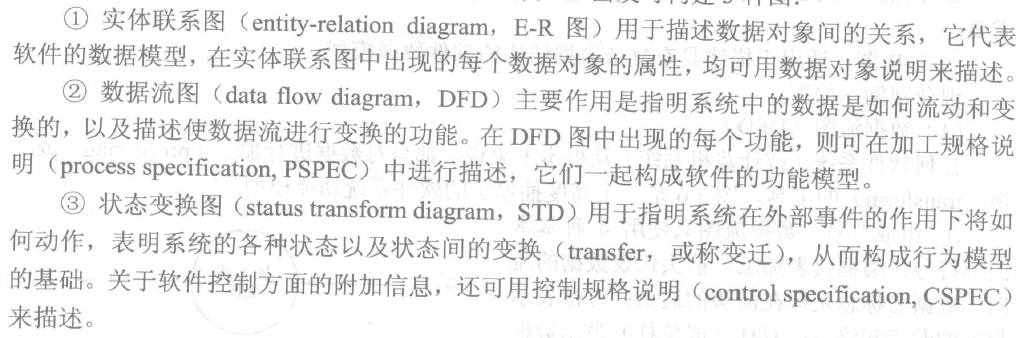 ① 实体联系图（entity-relation diagram，E-R 图）用于描述数据对象间的关系，它代表
软件的数据模型，在实体联系图中出现的每个数据对象的属性，均可用数据对象说明来描述。
② 数据流图（data flow diagram，DFD）主要作用是指明系统中的数据是如何流动和变
换的，以及描述使数据流进行变换的功能。在 DFD 图中出现的每个功能，则可在加工规格说
明（process specification, PSPEC）中进行描述，它们一起构成软件的功能模型。
③ 状态变换图（status transform diagram，STD）用于指明系统在外部事件的作用下将如
何动作，表明系统的各种状态以及状态间的变换（transfer，或称变迁），从而构成行为模型
的基础。关于软件控制方面的附加信息，还可用控制规格说明（control specification, CSPEC）
来描述。